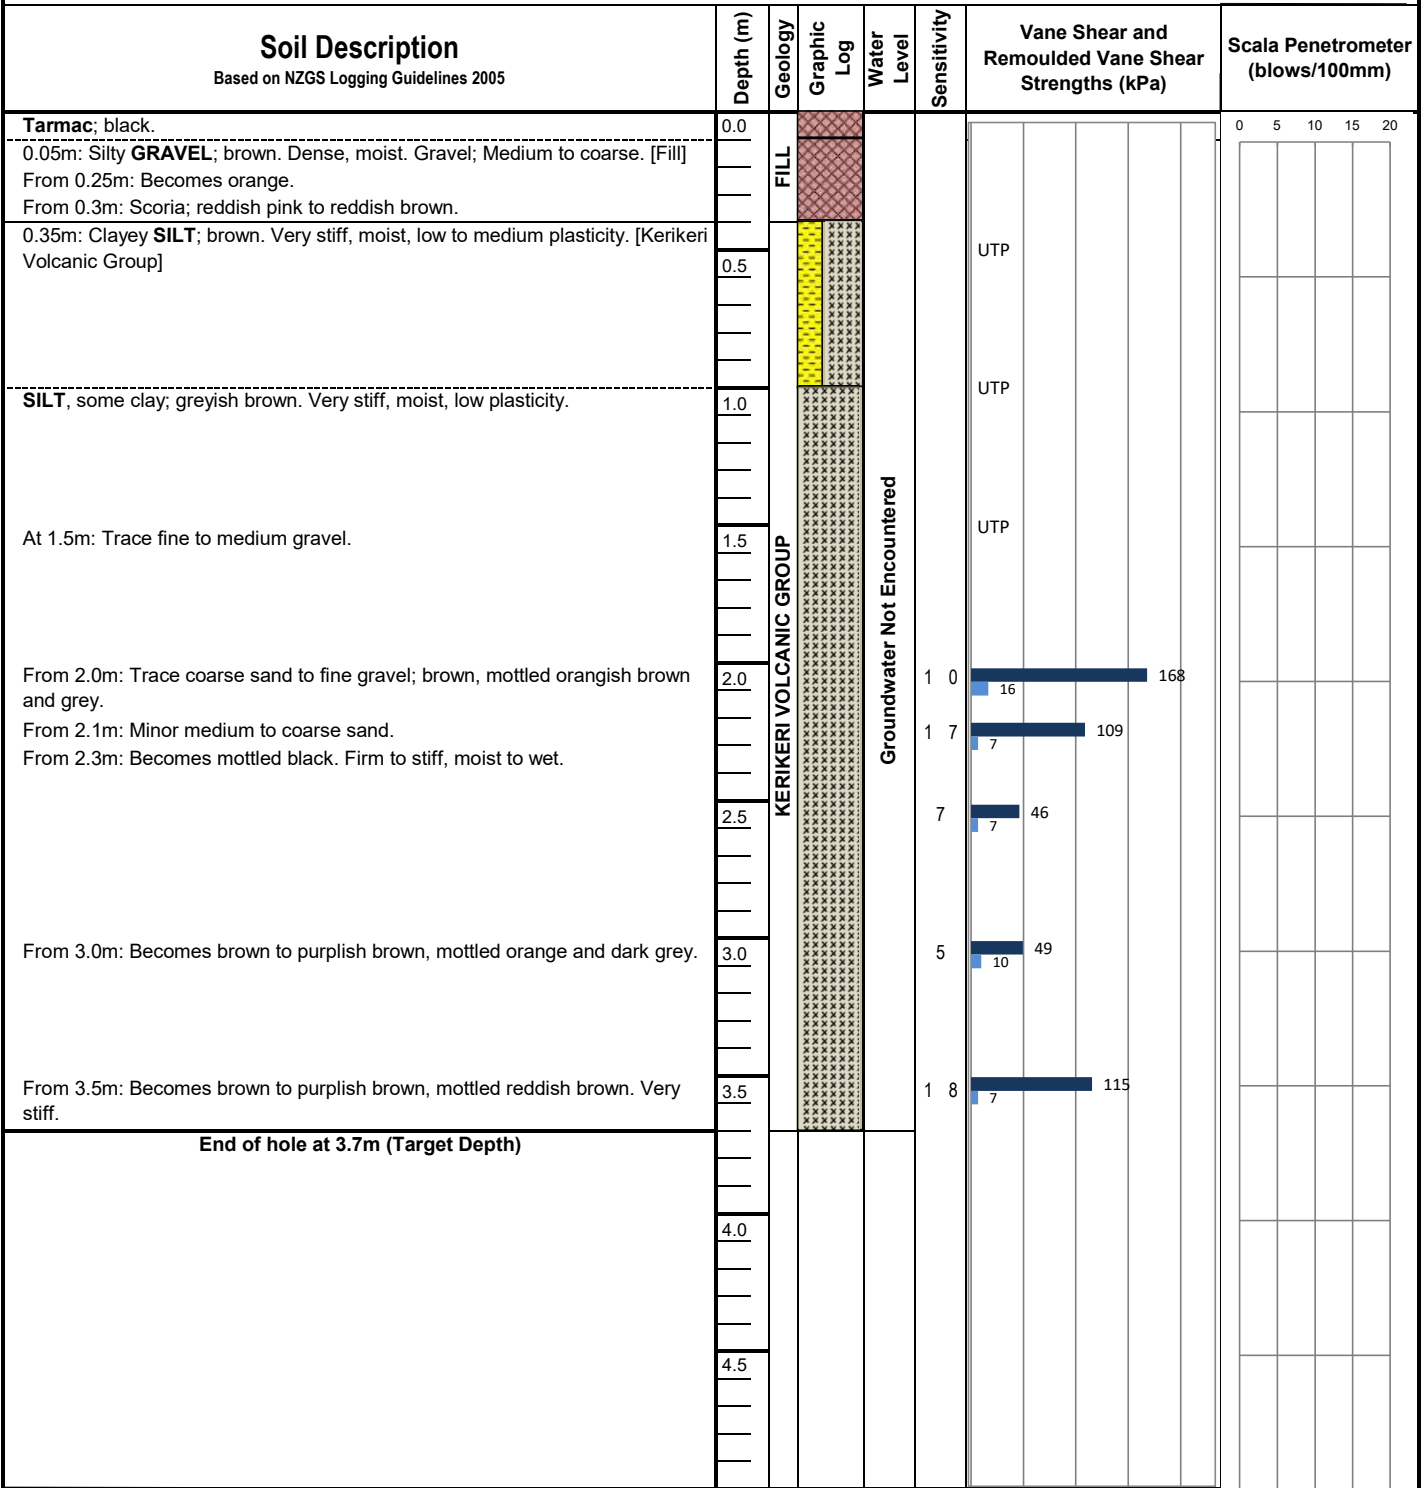 Soil Description
Based on NZGS Logging Guidelines 2005
Depth (m)
Geology
Graphic
Log
Water
Level
Sensitivity
Vane Shear and
Remoulded Vane Shear
Strengths (kPa)
Scala Penetrometer
(blows/100mm)
Tarmac; black.
0.0
0 5 10 15 20
0.05m: Silty GRAVEL; brown. Dense, moist. Gravel; Medium to coarse. [Fill]
From 0.25m: Becomes orange.
From 0.3m: Scoria; reddish pink to reddish brown.
FILL
0.35m: Clayey SILT; brown. Very stiff, moist, low to medium plasticity. [Kerikeri
Volcanic Group]
0.5
UTP
SILT, some clay; greyish brown. Very stiff, moist, low plasticity.
1.0
UTP
At 1.5m: Trace fine to medium gravel.
1.5
UTP
KERIKERI VOLCANIC GROUP
Groundwater Not Encountered
From 2.0m: Trace coarse sand to fine gravel; brown, mottled orangish brown
and grey.
2.0
1 0
168
16
From 2.1m: Minor medium to coarse sand.
1 7
109
7
From 2.3m: Becomes mottled black. Firm to stiff, moist to wet.
2.5
7
46
7
From 3.0m: Becomes brown to purplish brown, mottled orange and dark grey.
3.0
5
49
10
From 3.5m: Becomes brown to purplish brown, mottled reddish brown. Very
stiff.
3.5
1 8
115
7
End of hole at 3.7m (Target Depth)
4.0
4.5